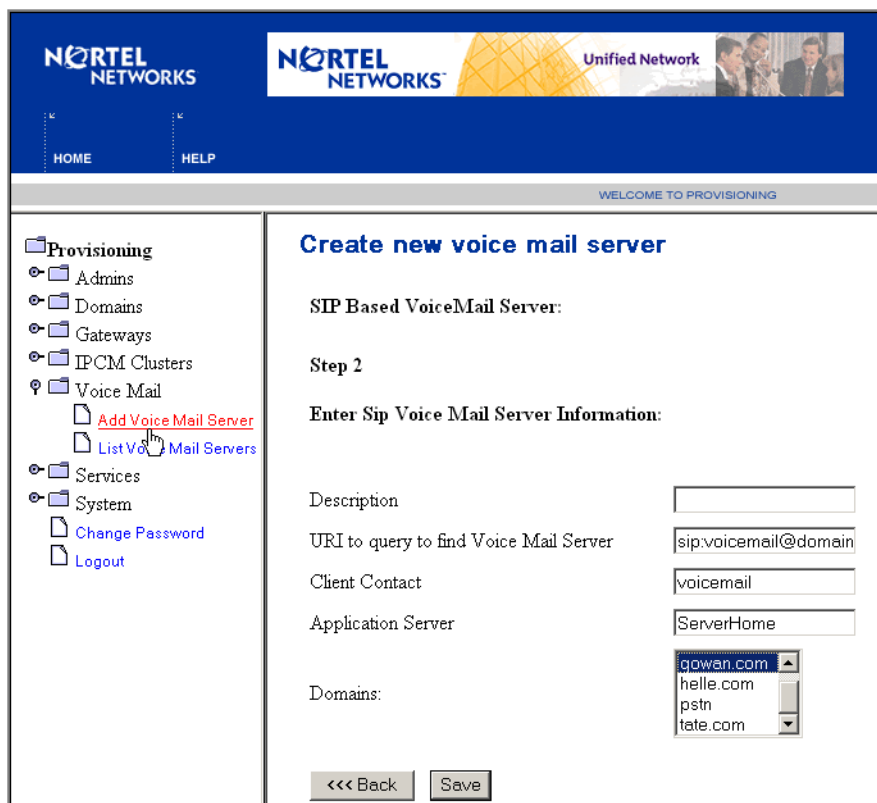 NORTEL
NETWORKS
NORTEL
NETWORKS
Unified Network
HOME
HELP
WELCOME TO PROVISIONING
Provisioning
Admins
Domains
Gateways
IPCM Clusters
Voice Mail
Add Voice Mail Server
List Voice Mail Servers
Services
System
Change Password
Logout
Create new voice mail server
SIP Based VoiceMail Server:
Step 2
Enter Sip Voice Mail Server Information:
Description
URI to query to find Voice Mail Server
sip:voicemail@domain
Client Contact
voicemail
Application Server
ServerHome
Domains:
gowan.com
helle.com
pstn
tate.com
<<< Back
Save